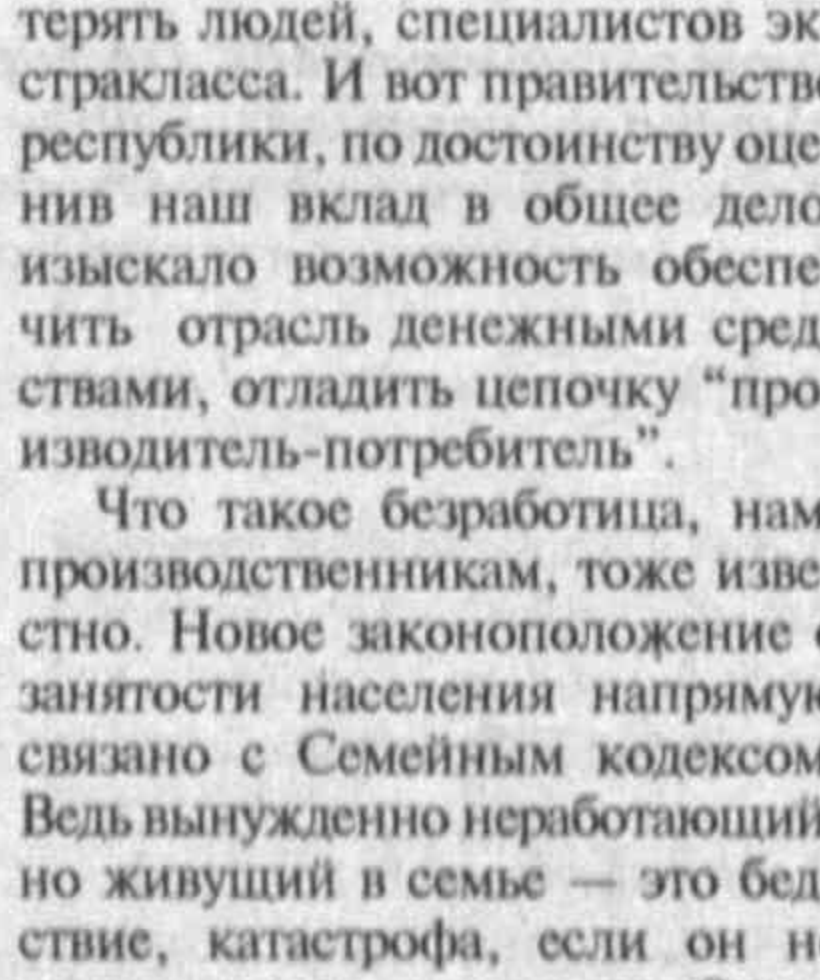 терять людей, специалистов эк
стракласса. И вот правительство
республики, по достоинству оце
нив наш вклад в общее дело
изыскало возможность обеспе
чить отрасль денежными сред
ствами, отладить цепочку “про
изводитель-потребитель”.
Что такое безработица, нам
производственникам, тоже изве
стно. Новое законоположение о
занятости населения напрямую
связано с Семейным кодексом
Ведь вынужденно неработающий
но живущий в семье — это бед
ствие, катастрофа, если он не